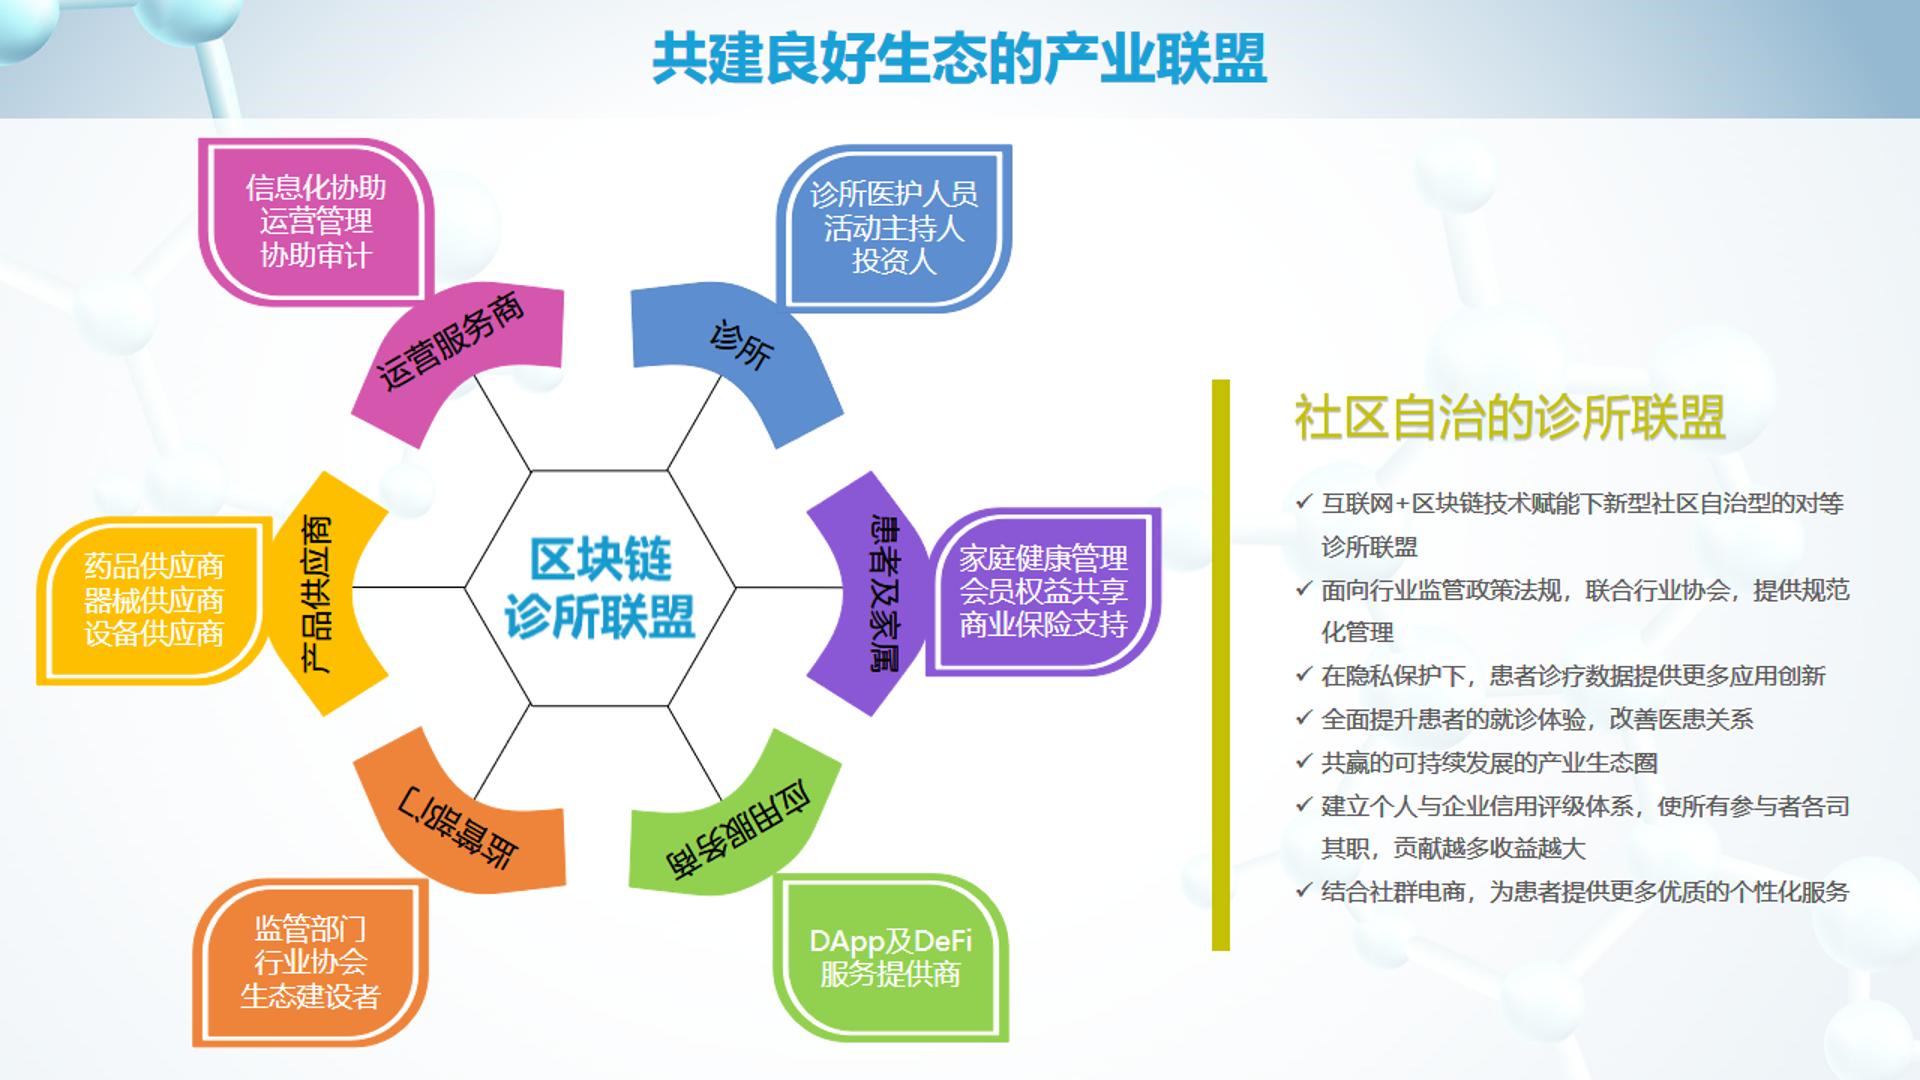 共建良好生态的产业联盟
信息化协助
运营管理
协助审计
运营服务商
诊所医护人员
活动主持人
投资人
诊所
药品供应商
器械供应商
设备供应商
产品供应商
区块链
诊所联盟
患者及家属
家庭健康管理
会员权益共享
商业保险支持
监管部门
监管部门
行业协会
生态建设者
应用服务商
DApp及DeFi
服务提供商
社区自治的诊所联盟
✓ 互联网+区块链技术赋能下新型社区自治型的对等
诊所联盟
✓ 面向行业监管政策法规，联合行业协会，提供规范
化管理
✓ 在隐私保护下，患者诊疗数据提供更多应用创新
✓ 全面提升患者的就诊体验，改善医患关系
✓ 共赢的可持续发展的产业生态圈
✓ 建立个人与企业信用评级体系，使所有参与者各司
其职，贡献越多收益越大
✓ 结合社群电商，为患者提供更多优质的个性化服务